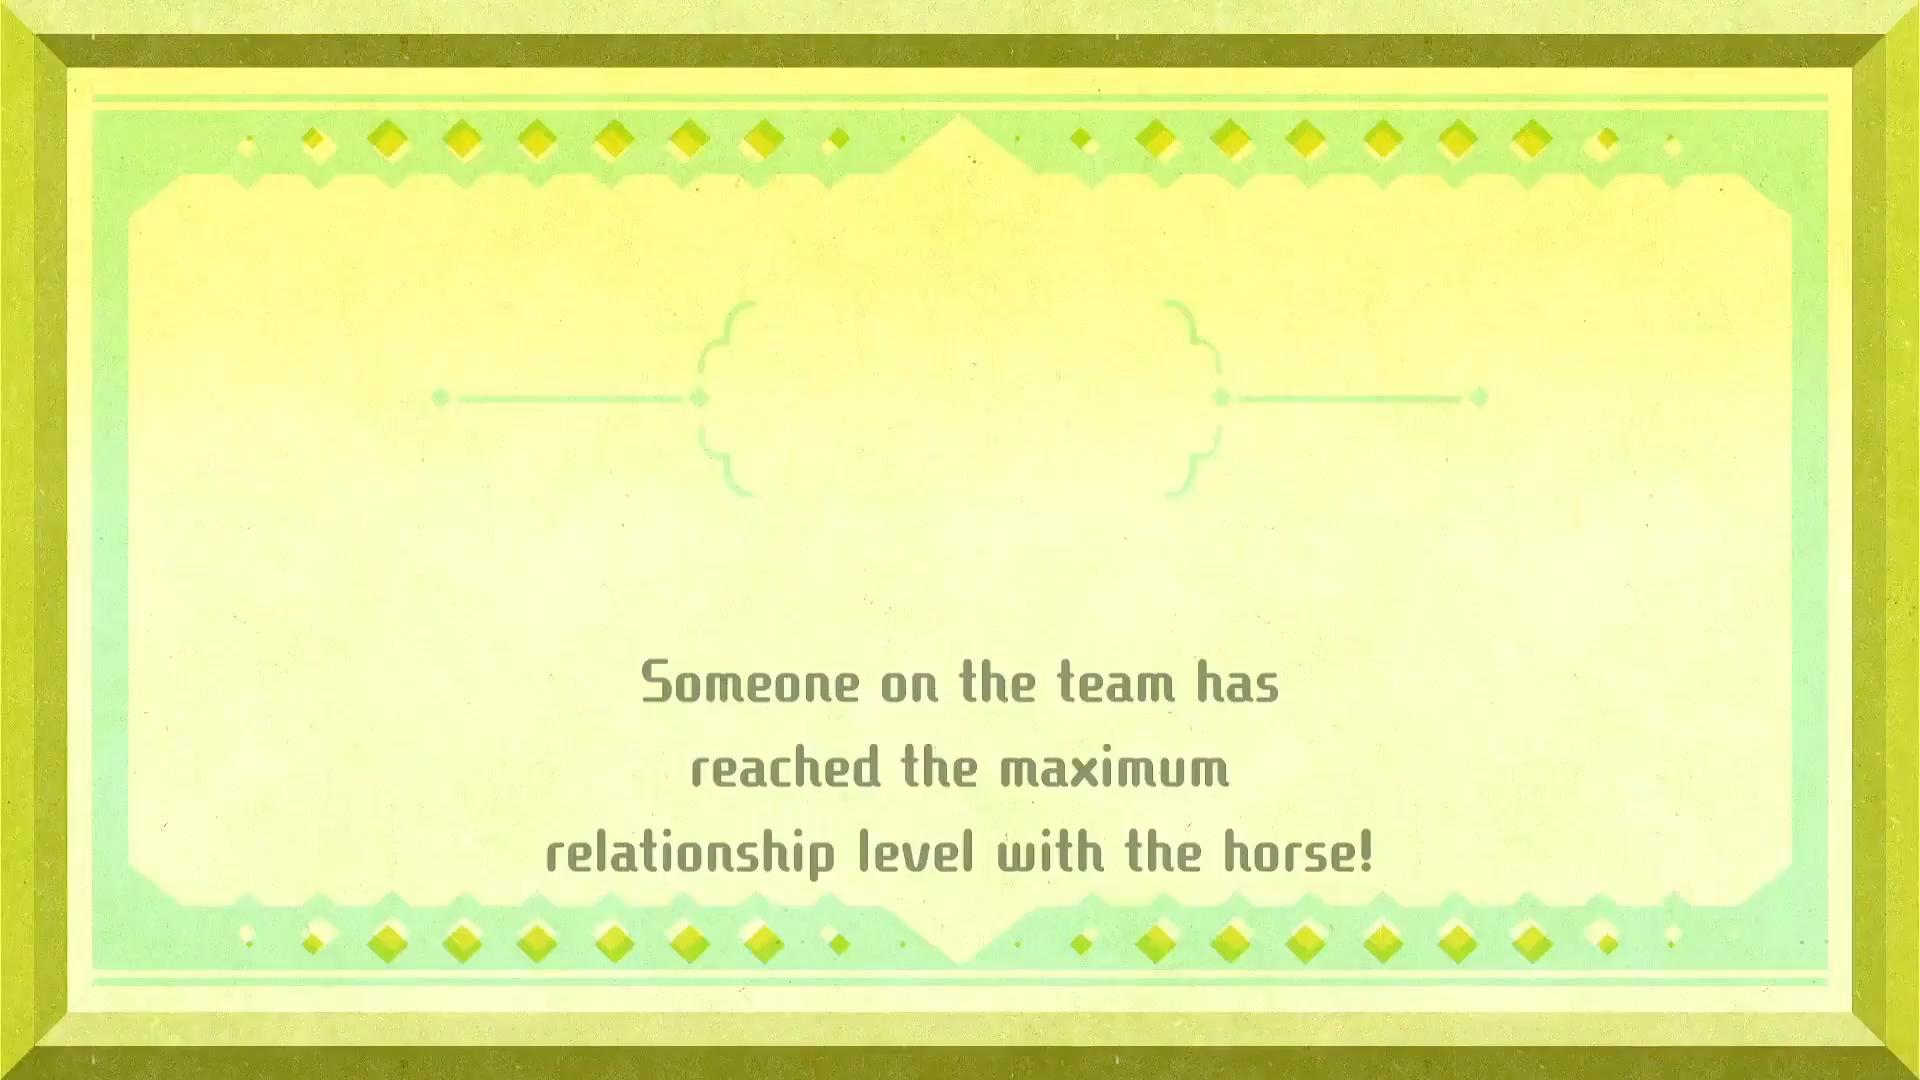 Someone on the team has
reached the maximum
relationship level with the horse!